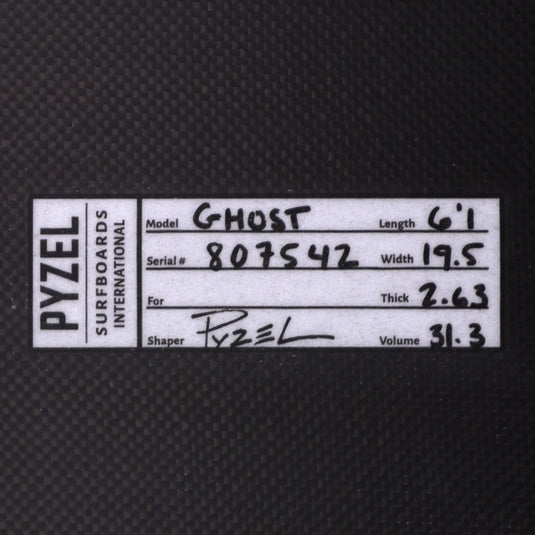 PYZEL
SURFBOARDS
INTERNATIONAL
Model GHOST Length 6'1
Serial # 807542 Width 19.5
For Thick 2.63
Shaper PYZEL Volume 31.3